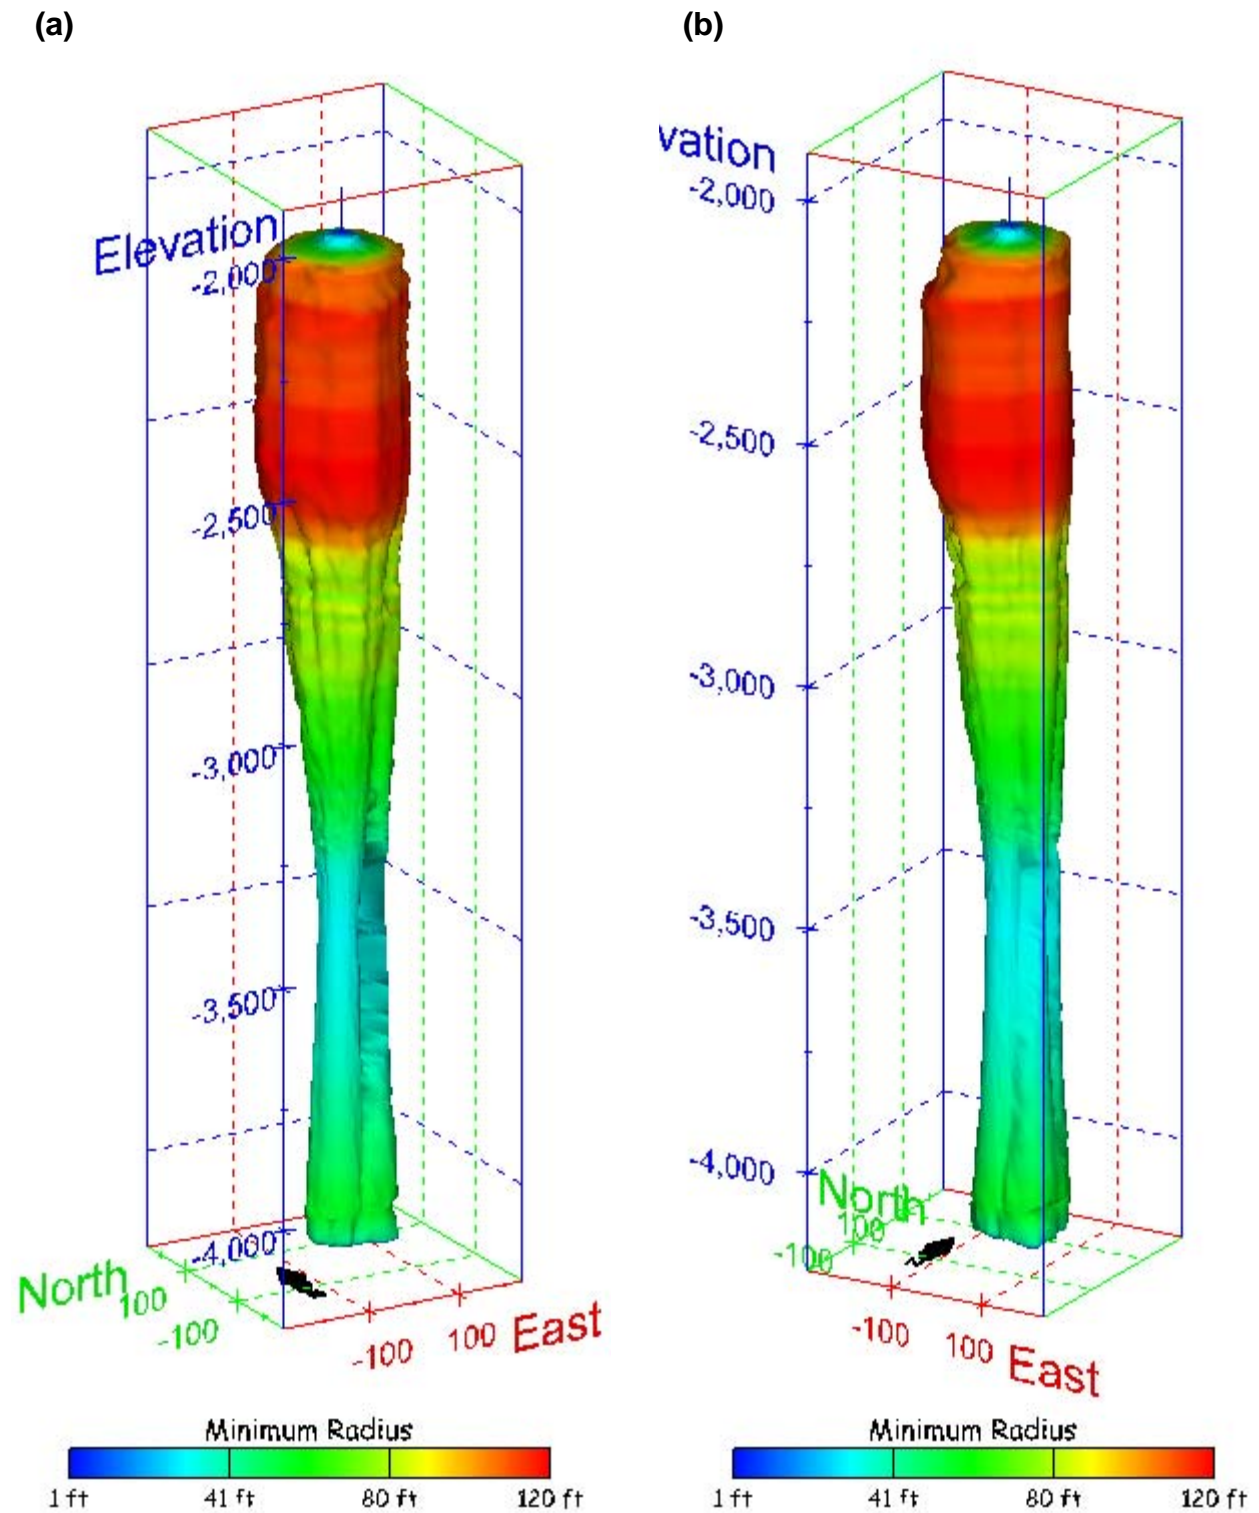 (a)
(b)
Elevation
-2,000
-2,500
-3,000
-3,500
-4,000
North
100
-100
-100
100
East
Minimum Radius
1 ft
41 ft
80 ft
120 ft
vation
-2,000
-2,500
-3,000
-3,500
-4,000
North
100
-100
-100
100
East
Minimum Radius
1 ft
41 ft
80 ft
120 ft